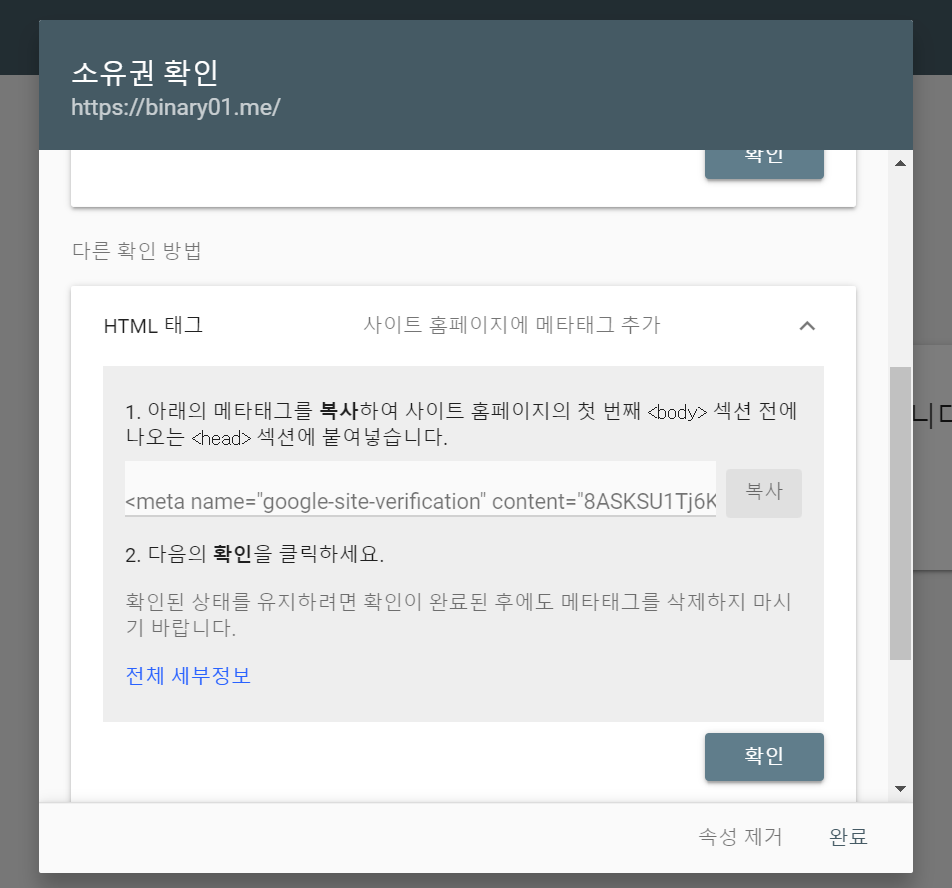 소유권 확인
https://binary01.me/
확인
다른 확인 방법
HTML 태그 사이트 홈페이지에 메타태그 추가
1. 아래의 메타태그를 복사하여 사이트 홈페이지의 첫 번째 <body> 섹션 전에
나오는 <head> 섹션에 붙여넣습니다.
<meta name="google-site-verification" content="8ASKSU1Tj6K
복사
2. 다음의 확인을 클릭하세요.
확인된 상태를 유지하려면 확인이 완료된 후에도 메타태그를 삭제하지 마시
기 바랍니다.
전체 세부정보
확인
속성 제거 완료